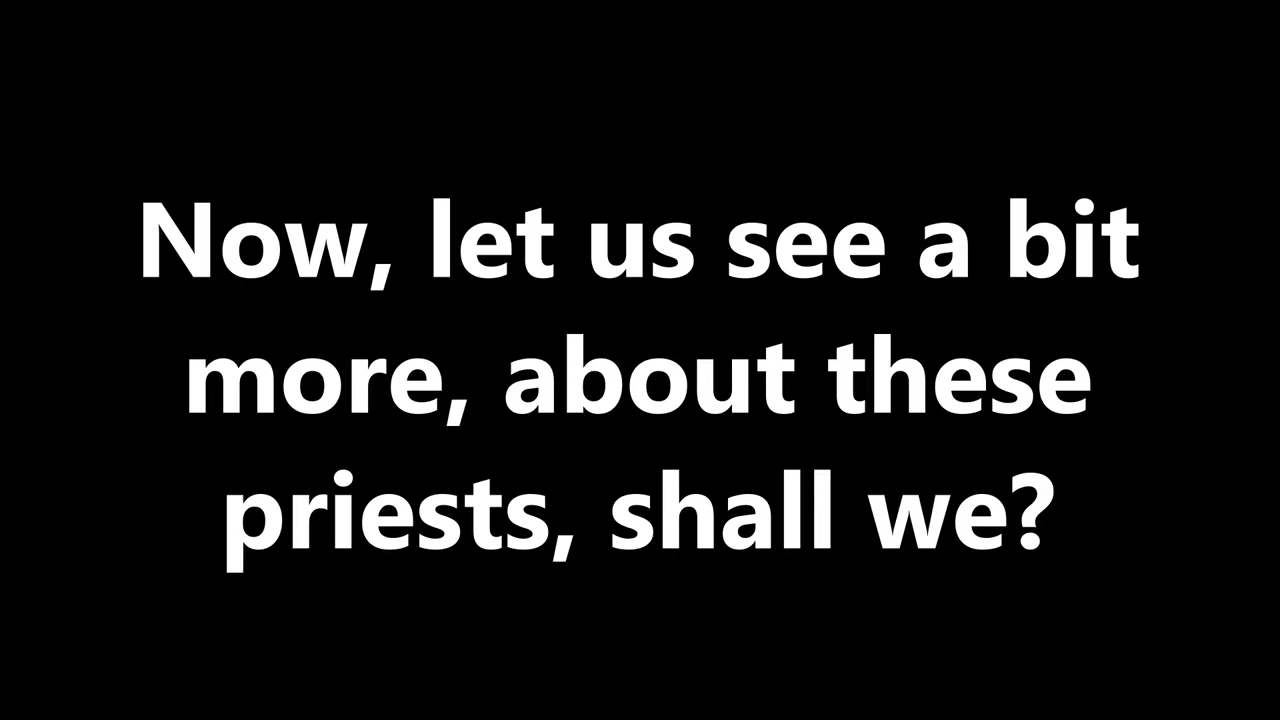 Now, let us see a bit
more, about these
priests, shall we?